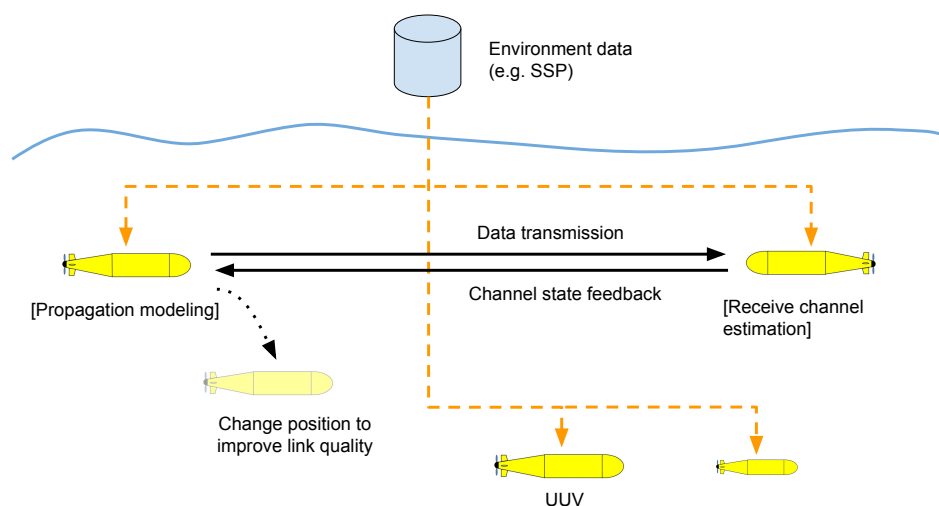 Environment data
(e.g. SSP)
Data transmission
Channel state feedback
[Propagation modeling]
[Receive channel
estimation]
Change position to
improve link quality
UUV